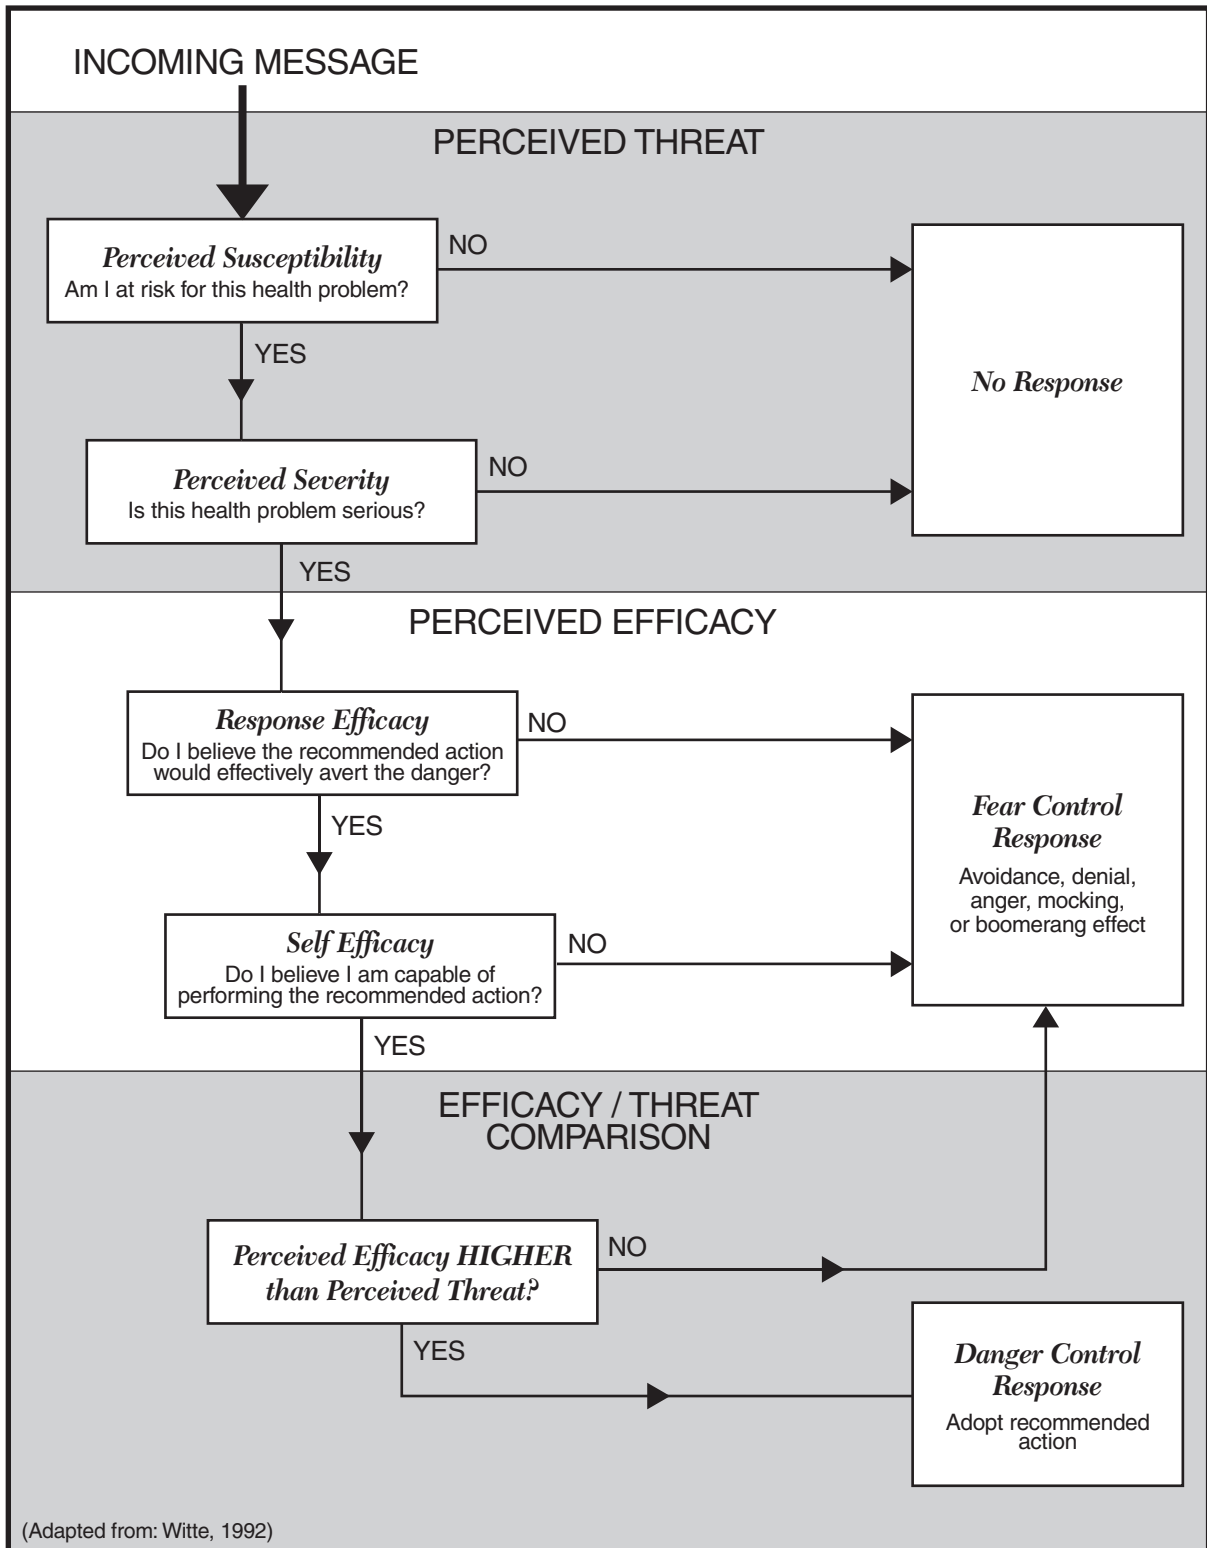 INCOMING MESSAGE
PERCEIVED THREAT
Perceived Susceptibility
Am I at risk for this health problem?
NO
YES
No Response
Perceived Severity
Is this health problem serious?
NO
YES
PERCEIVED EFFICACY
Response Efficacy
Do I believe the recommended action
would effectively avert the danger?
NO
YES
Fear Control
Response
Avoidance, denial,
anger, mocking,
or boomerang effect
Self Efficacy
Do I believe I am capable of
performing the recommended action?
NO
YES
EFFICACY / THREAT
COMPARISON
Perceived Efficacy HIGHER
than Perceived Threat?
NO
YES
Danger Control
Response
Adopt recommended
action
(Adapted from: Witte, 1992)